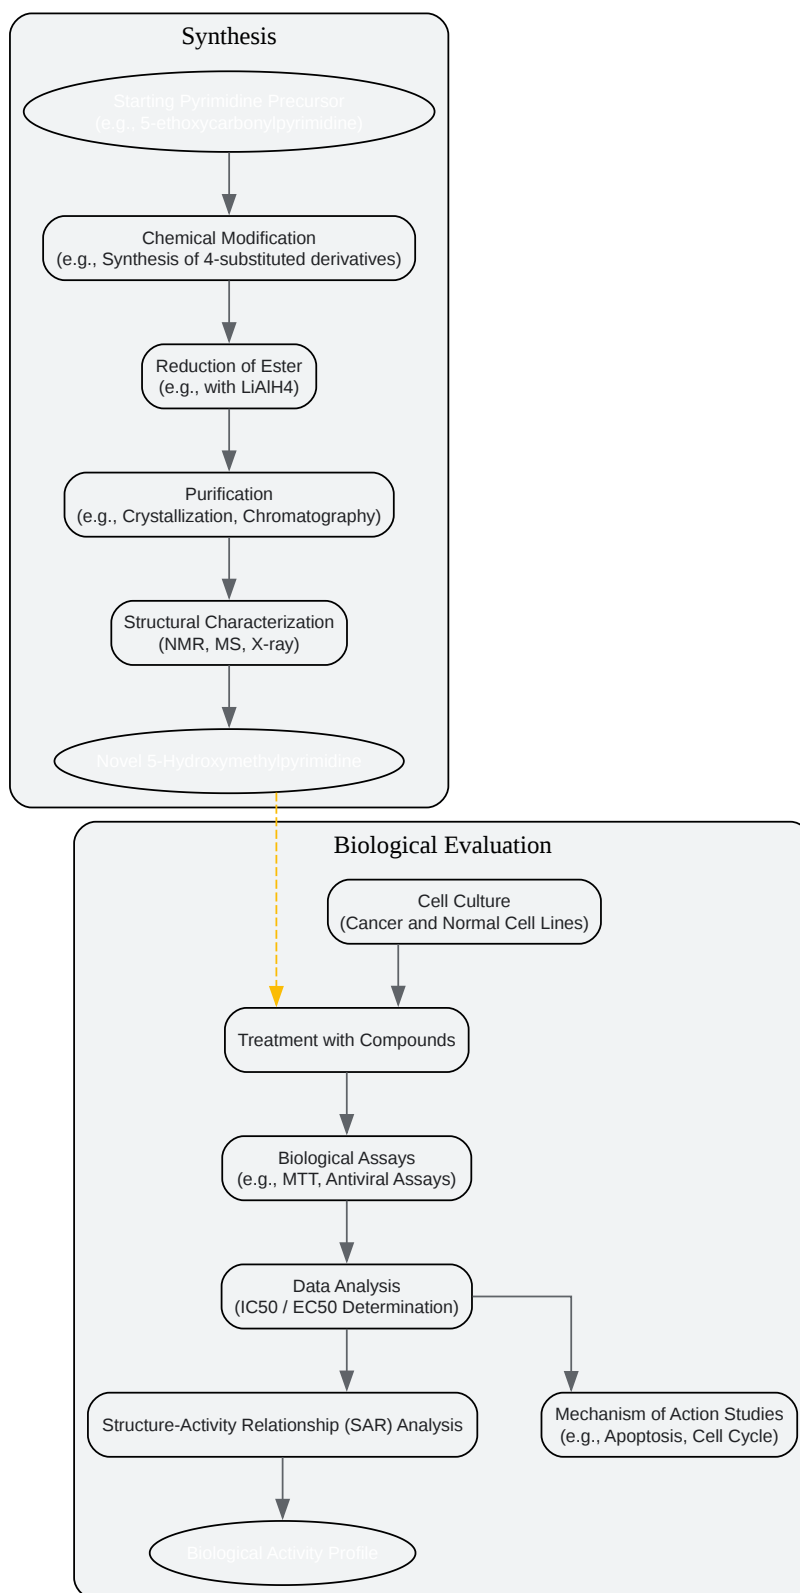 Synthesis
Starting Pyrimidine Precursor
(e.g., 5-ethoxycarbonylpyrimidine)
Chemical Modification
(e.g., Synthesis of 4-substituted derivatives)
Reduction of Ester
(e.g., with LiAlH4)
Purification
(e.g., Crystallization, Chromatography)
Structural Characterization
(NMR, MS, X-ray)
Novel 5-Hydroxymethylpyrimidine
Biological Evaluation
Cell Culture
(Cancer and Normal Cell Lines)
Treatment with Compounds
Biological Assays
(e.g., MTT, Antiviral Assays)
Data Analysis
(IC50 / EC50 Determination)
Structure-Activity Relationship (SAR) Analysis
Mechanism of Action Studies
(e.g., Apoptosis, Cell Cycle)
Biological Activity Profile